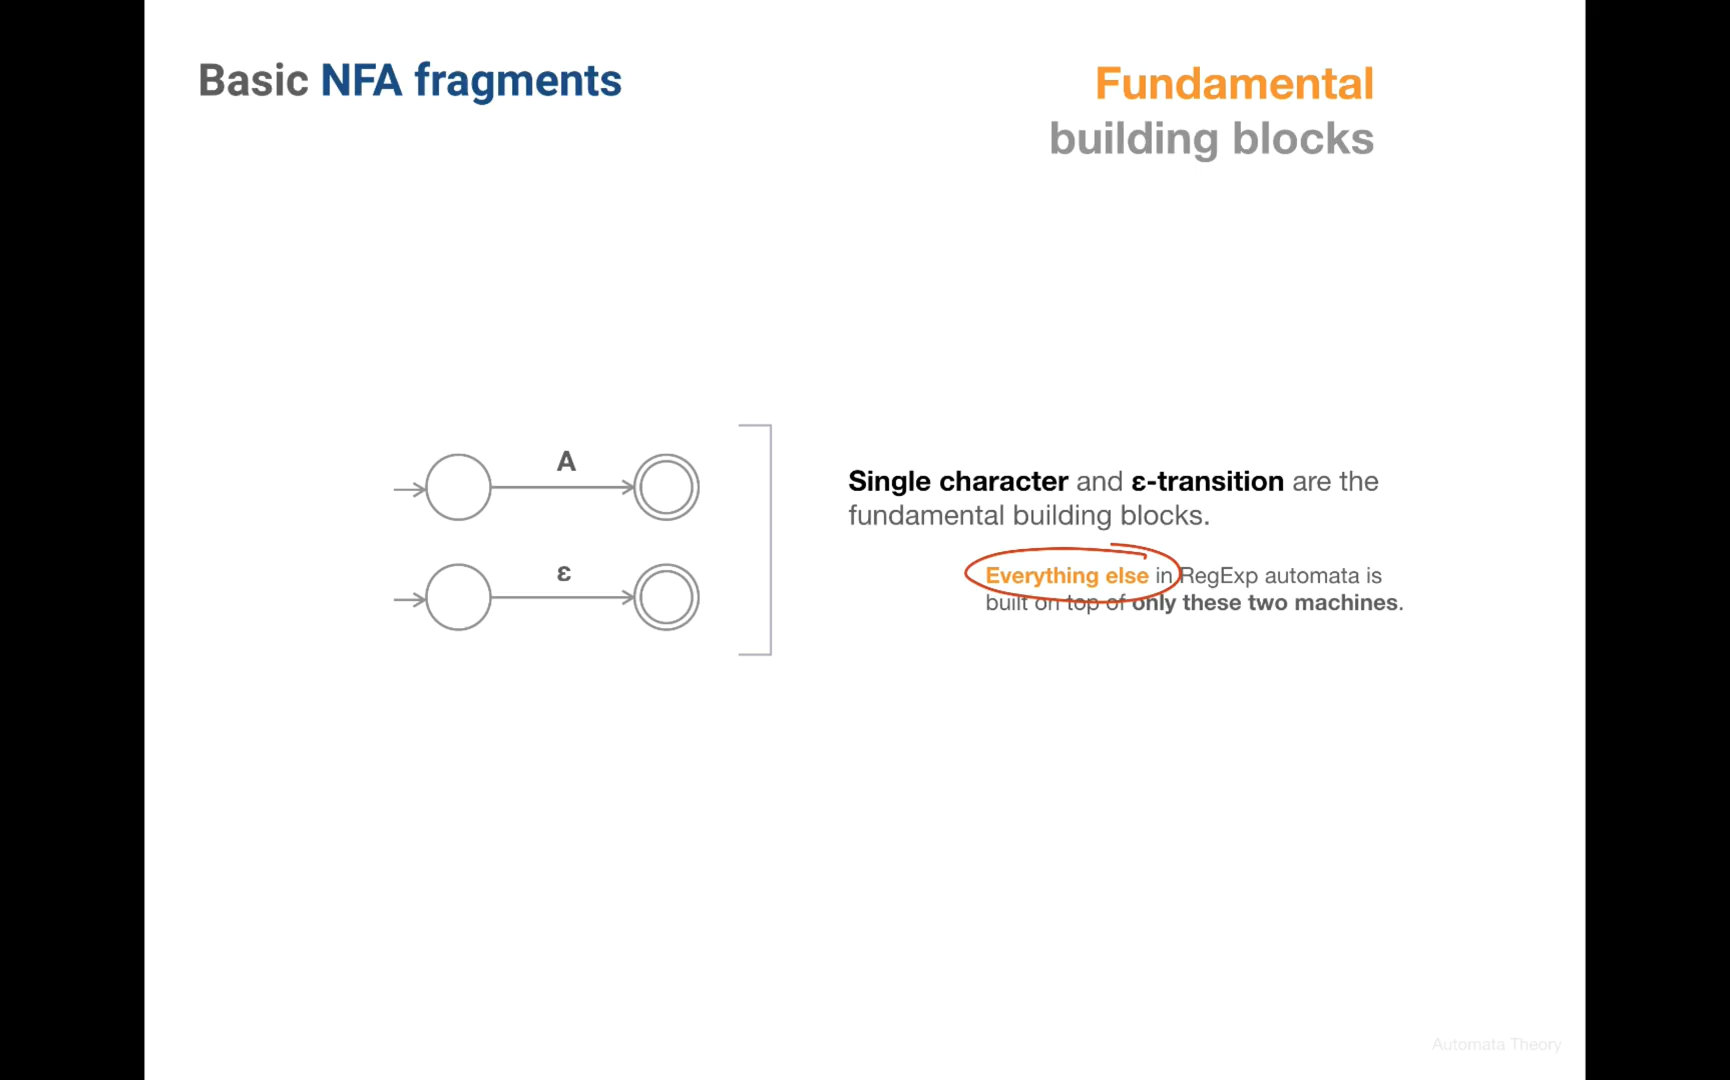 Basic NFA fragments
Fundamental
building blocks
A
ε
Single character and ε-transition are the
fundamental building blocks.
Everything else in RegExp automata is
built on top of only these two machines.
Automata Theory